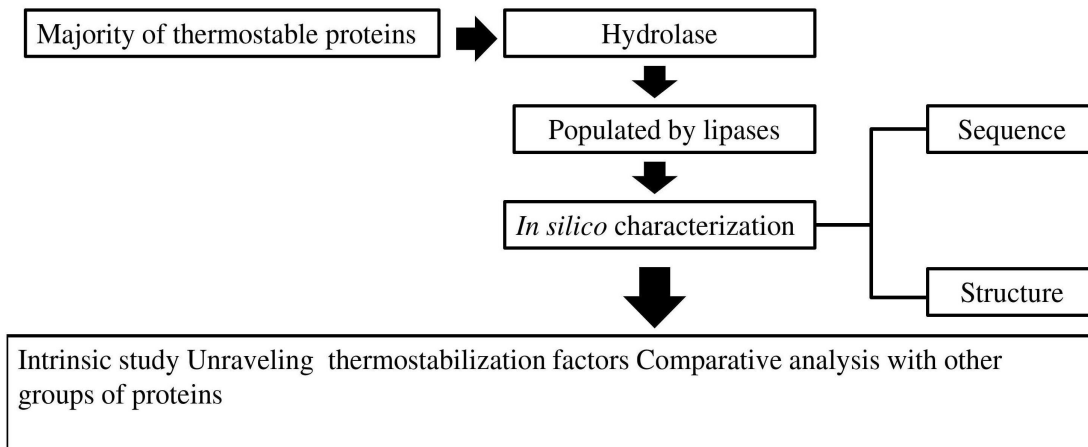 Majority of thermostable proteins
Hydrolase
Populated by lipases
Sequence
In silico characterization
Structure
Intrinsic study Unraveling thermostabilization factors Comparative analysis with other
groups of proteins